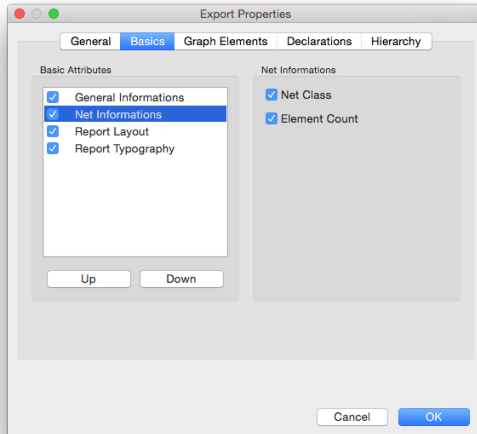 Export Properties
General Basics Graph Elements Declarations Hierarchy
Basic Attributes
General Informations
Net Informations
Report Layout
Report Typography
Up Down
Net Informations
Net Class
Element Count
Cancel OK